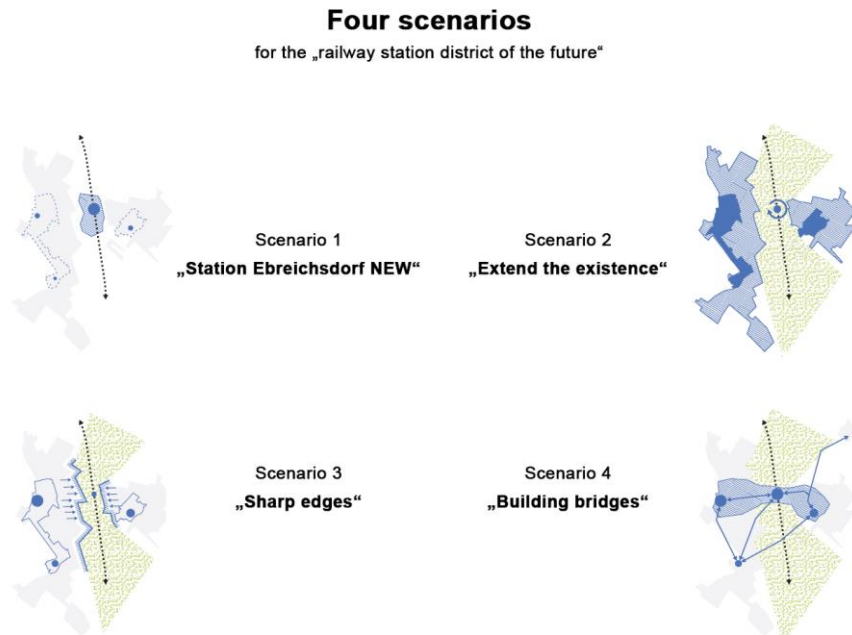 Four scenarios
for the „railway station district of the future“
Scenario 1
„Station Ebreichsdorf NEW“
Scenario 2
„Extend the existence“
Scenario 3
„Sharp edges“
Scenario 4
„Building bridges“